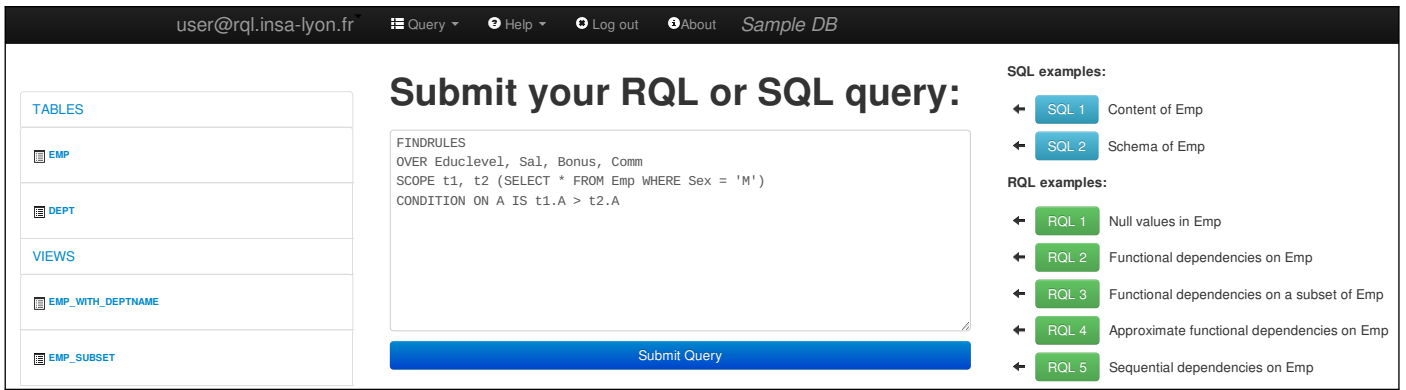 user@rql.insa-lyon.fr Query Help Log out About Sample DB
TABLES
EMP
DEPT
VIEWS
EMP_WITH_DEPTNAME
EMP_SUBSET
Submit your RQL or SQL query:
FINDRULES
OVER Educlevel, Sal, Bonus, Comm
SCOPE t1, t2 (SELECT * FROM Emp WHERE Sex = 'M')
CONDITION ON A IS t1.A > t2.A
Submit Query
SQL examples:
SQL 1 Content of Emp
SQL 2 Schema of Emp
RQL examples:
RQL 1 Null values in Emp
RQL 2 Functional dependencies on Emp
RQL 3 Functional dependencies on a subset of Emp
RQL 4 Approximate functional dependencies on Emp
RQL 5 Sequential dependencies on Emp